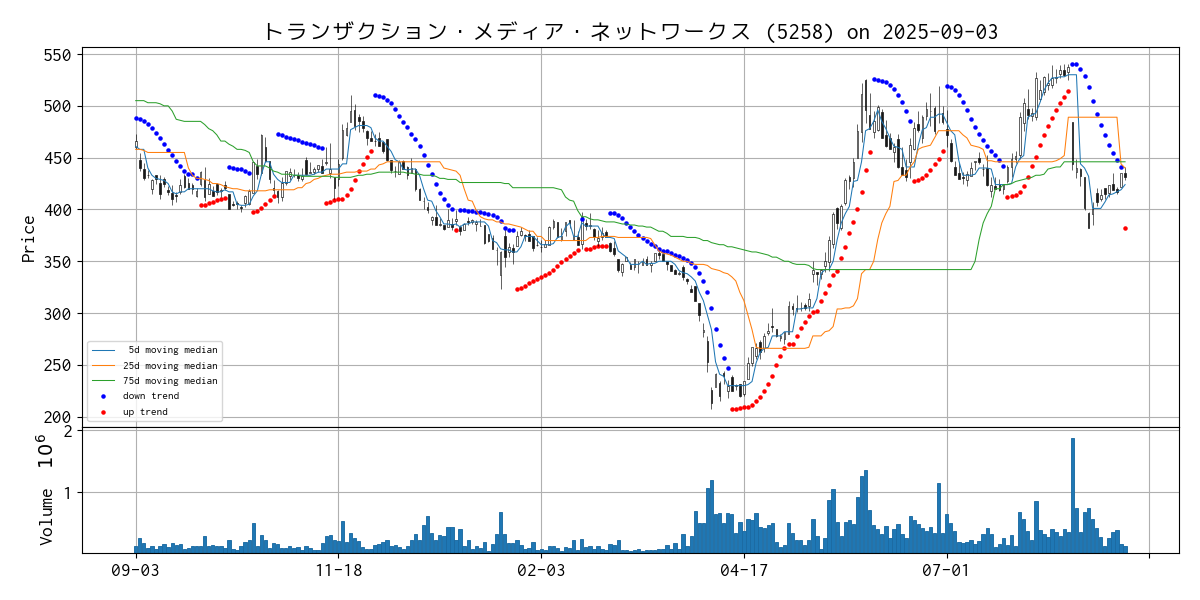 トランザクション・メディア・ネットワークス (5258) on 2025-09-03
550
500
450
400
350
300
250
200
Price
5d moving median
25d moving median
75d moving median
down trend
up trend
2
1
Volume 10^6
09-03
11-18
02-03
04-17
07-01